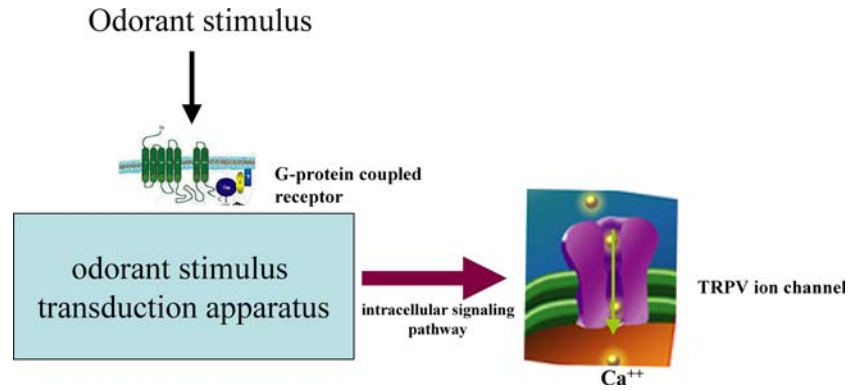 Odorant stimulus
G-protein coupled
receptor
odorant stimulus
transduction apparatus
intracellular signaling
pathway
TRPV ion channel
Ca++